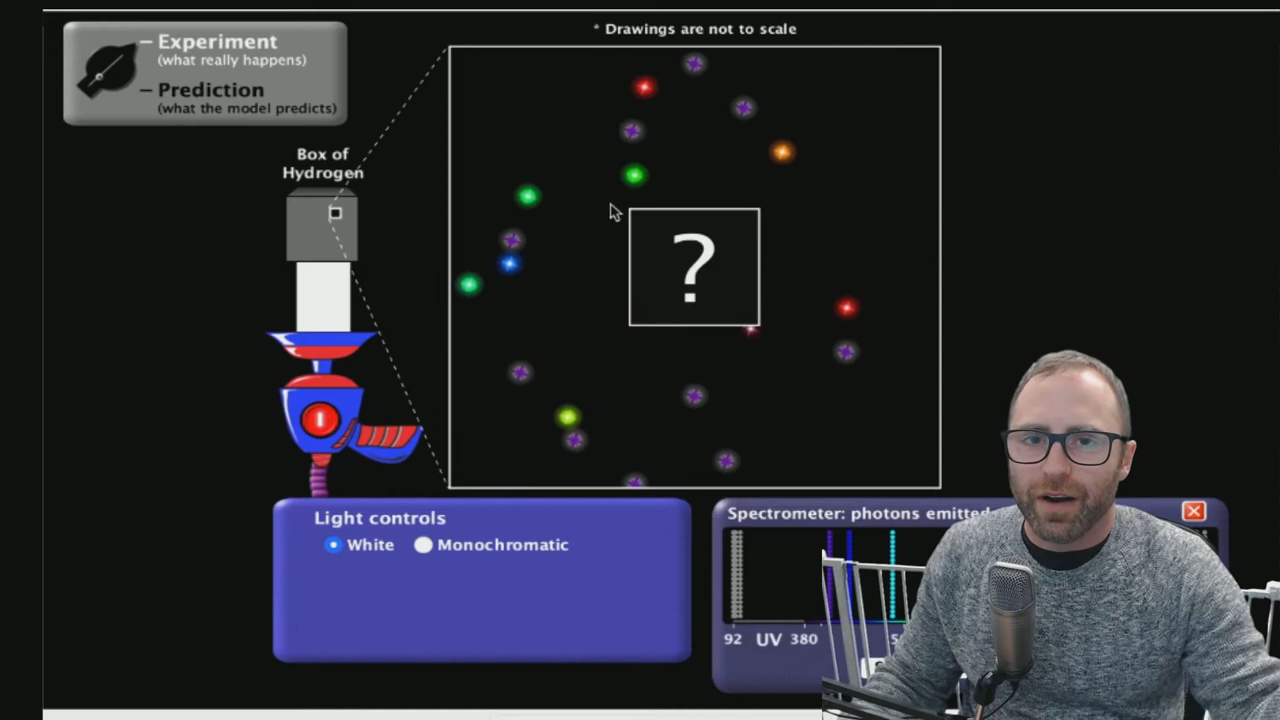 * Drawings are not to scale
– Experiment
(what really happens)
– Prediction
(what the model predicts)
Box of
Hydrogen
?
Light controls
White
Monochromatic
Spectrometer: photons emitted
92 UV 380